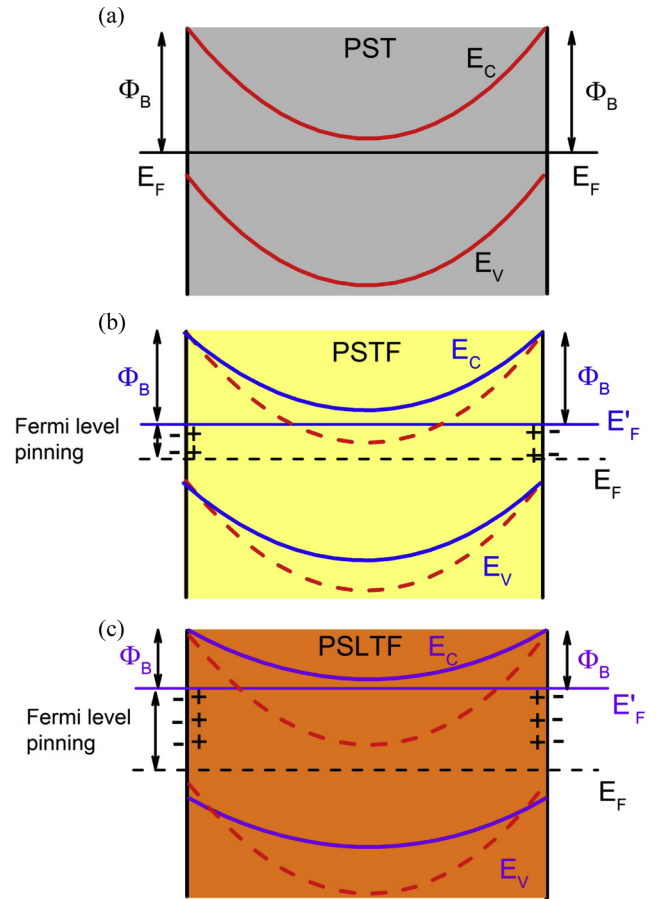 (a)
PST
E_C
Φ_B
Φ_B
E_F
E_F
E_V
(b)
PSTF
E_C
Φ_B
Φ_B
E'_F
Fermi level
pinning
- + + -
- + + -
E_F
E_V
(c)
PSLTF
E_C
Φ_B
Φ_B
E'_F
Fermi level
pinning
- + + -
- + + -
- + + -
E_F
E_V